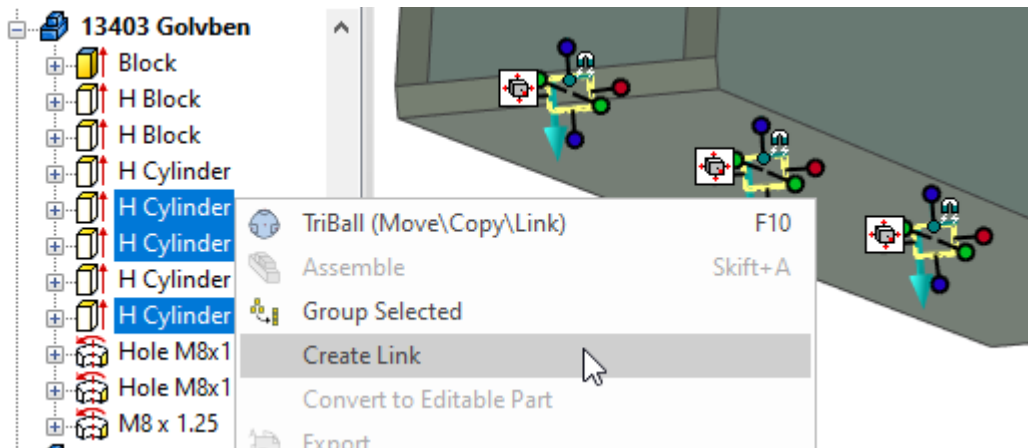 13403 Golvben
Block
H Block
H Block
H Cylinder
H Cylinder
H Cylinder
H Cylinder
H Cylinder
Hole M8x1
Hole M8x1
M8 x 1.25
TriBall (Move\Copy\Link) F10
Assemble Skift+A
Group Selected
Create Link
Convert to Editable Part
Export